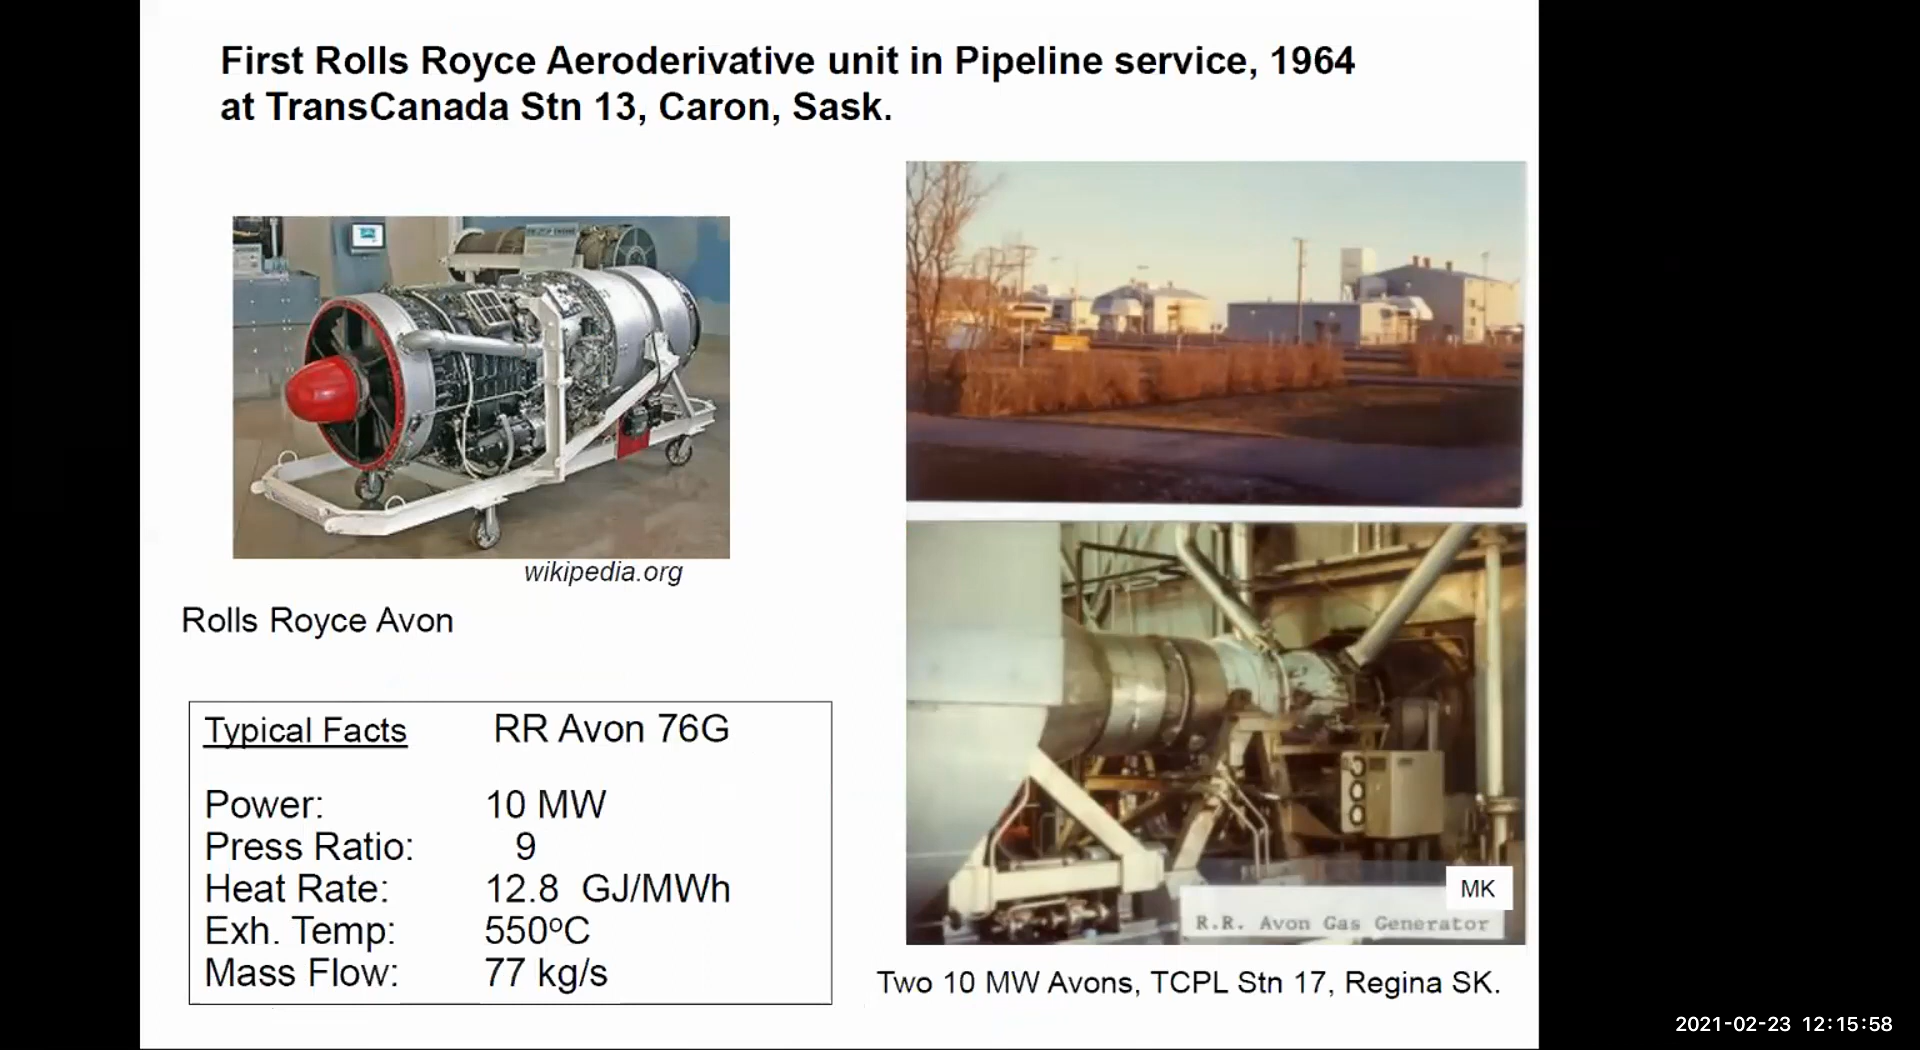 First Rolls Royce Aeroderivative unit in Pipeline service, 1964
at TransCanada Stn 13, Caron, Sask.
wikipedia.org
Rolls Royce Avon
Typical Facts RR Avon 76G
Power: 10 MW
Press Ratio: 9
Heat Rate: 12.8 GJ/MWh
Exh. Temp: 550°C
Mass Flow: 77 kg/s
MK
R.R. Avon Gas Generator
Two 10 MW Avons, TCPL Stn 17, Regina SK.
2021-02-23 12:15:58